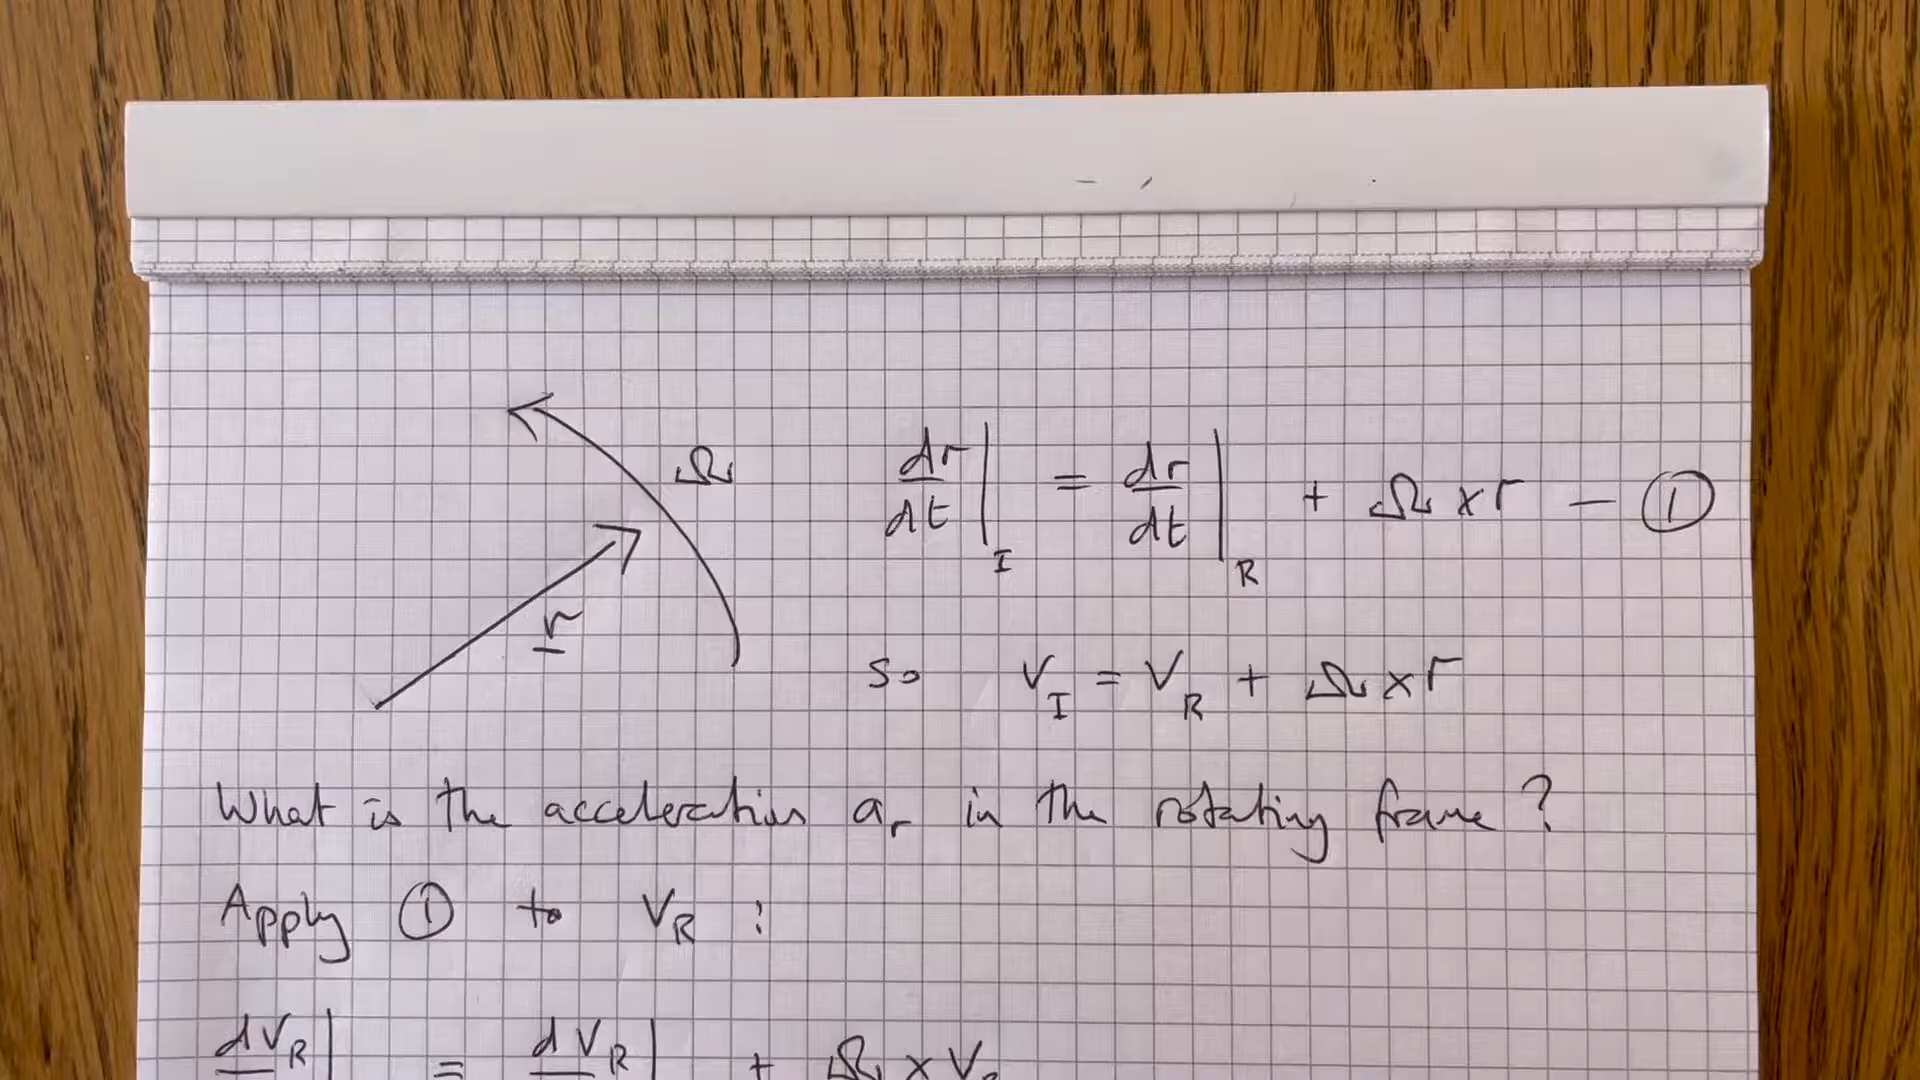 Ω
r
dr/dt|_I = dr/dt|_R + Ω × r — ①
so V_I = V_R + Ω × r
What is the acceleration a_r in the rotating frame?
Apply ① to V_R :
dV_R| = dV_R| + Ω × V_R